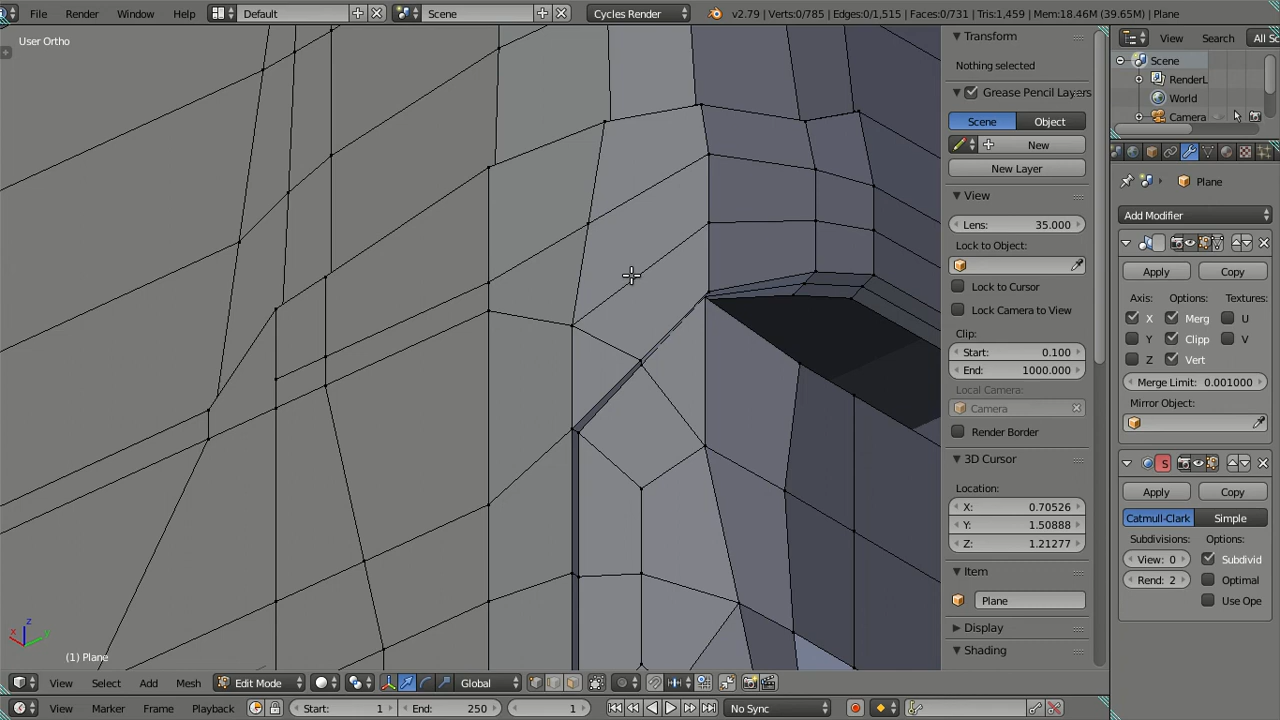 File Render Window Help Default Scene Cycles Render v2.79 | Verts:0/785 | Edges:0/1,515 | Faces:0/731 | Tris:1,459 | Mem:18.46M (39.65M) | Plane
User Ortho
Transform
Nothing selected
Grease Pencil Layers
Scene Object
New
New Layer
View
Lens: 35.000
Lock to Object:
Lock to Cursor
Lock Camera to View
Clip:
Start: 0.100
End: 1000.000
Local Camera:
Camera
Render Border
3D Cursor
Location:
X: 0.70526
Y: 1.50888
Z: 1.21277
Item
Plane
Display
Shading
View Search All Sc
Scene
RenderL
World
Camera
Plane
Add Modifier
Apply Copy
Axis: Options: Textures:
X Merg U
Y Clipp V
Z Vert
Merge Limit: 0.001000
Mirror Object:
S
Apply Copy
Catmull-Clark Simple
Subdivisions: Options:
View: 0 Subdivid
Rend: 2 Optimal
Use Ope
z
x y
(1) Plane
View Select Add Mesh Edit Mode Global
View Marker Frame Playback Start: 1 End: 250 1 No Sync